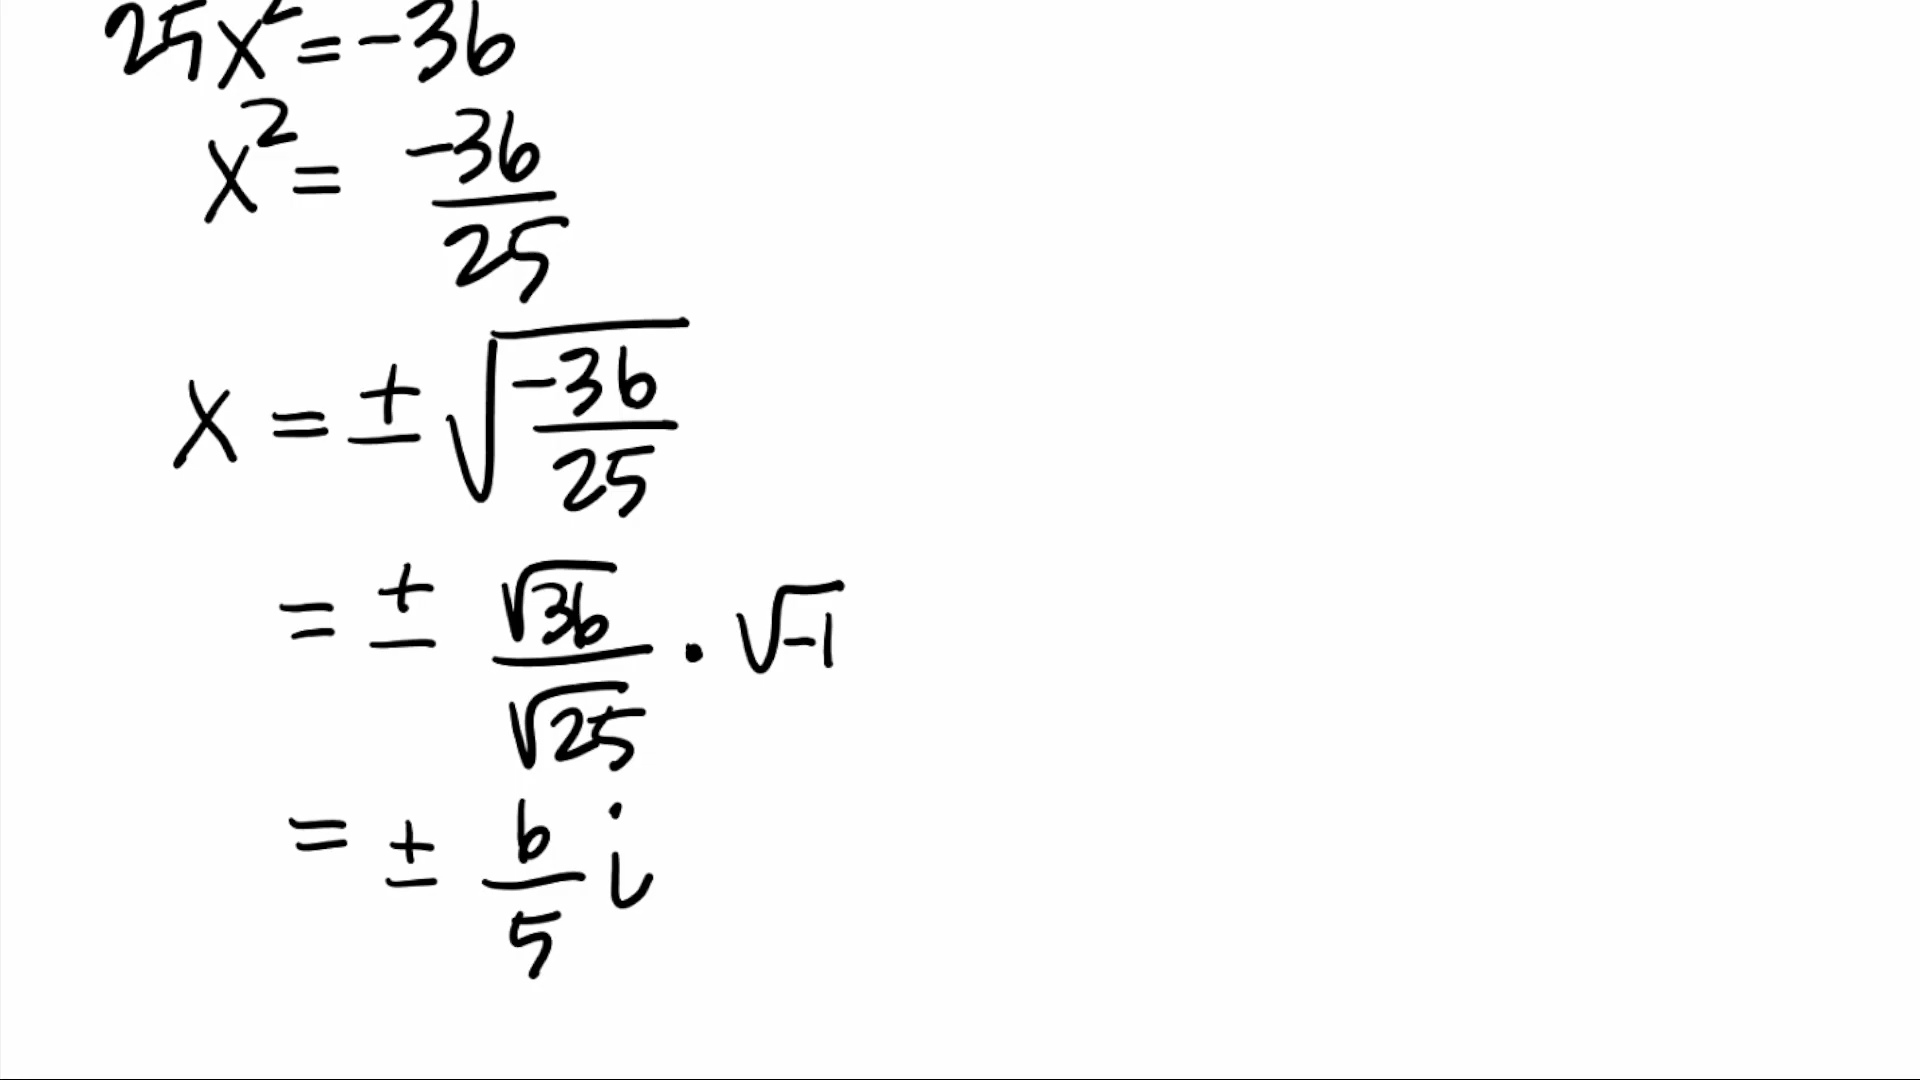 25x² = -36
x² = -36/25
x = ± √(-36/25)
= ± √36/√25 · √-1
= ± 6/5 i